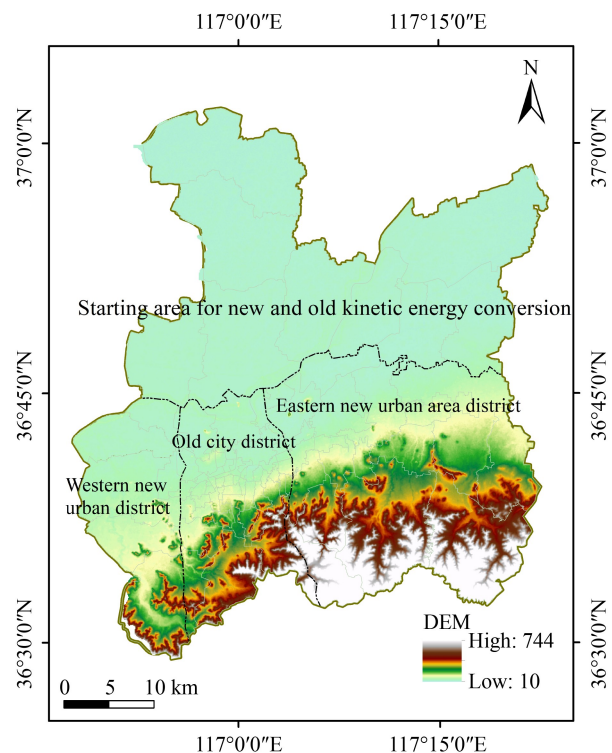 117°0′0″E 117°15′0″E
N
37°0′0″N 37°0′0″N
Starting area for new and old kinetic energy conversion
36°45′0″N 36°45′0″N
Eastern new urban area district
Old city district
Western new
urban district
36°30′0″N 36°30′0″N
DEM
High: 744
Low: 10
0 5 10 km
117°0′0″E 117°15′0″E